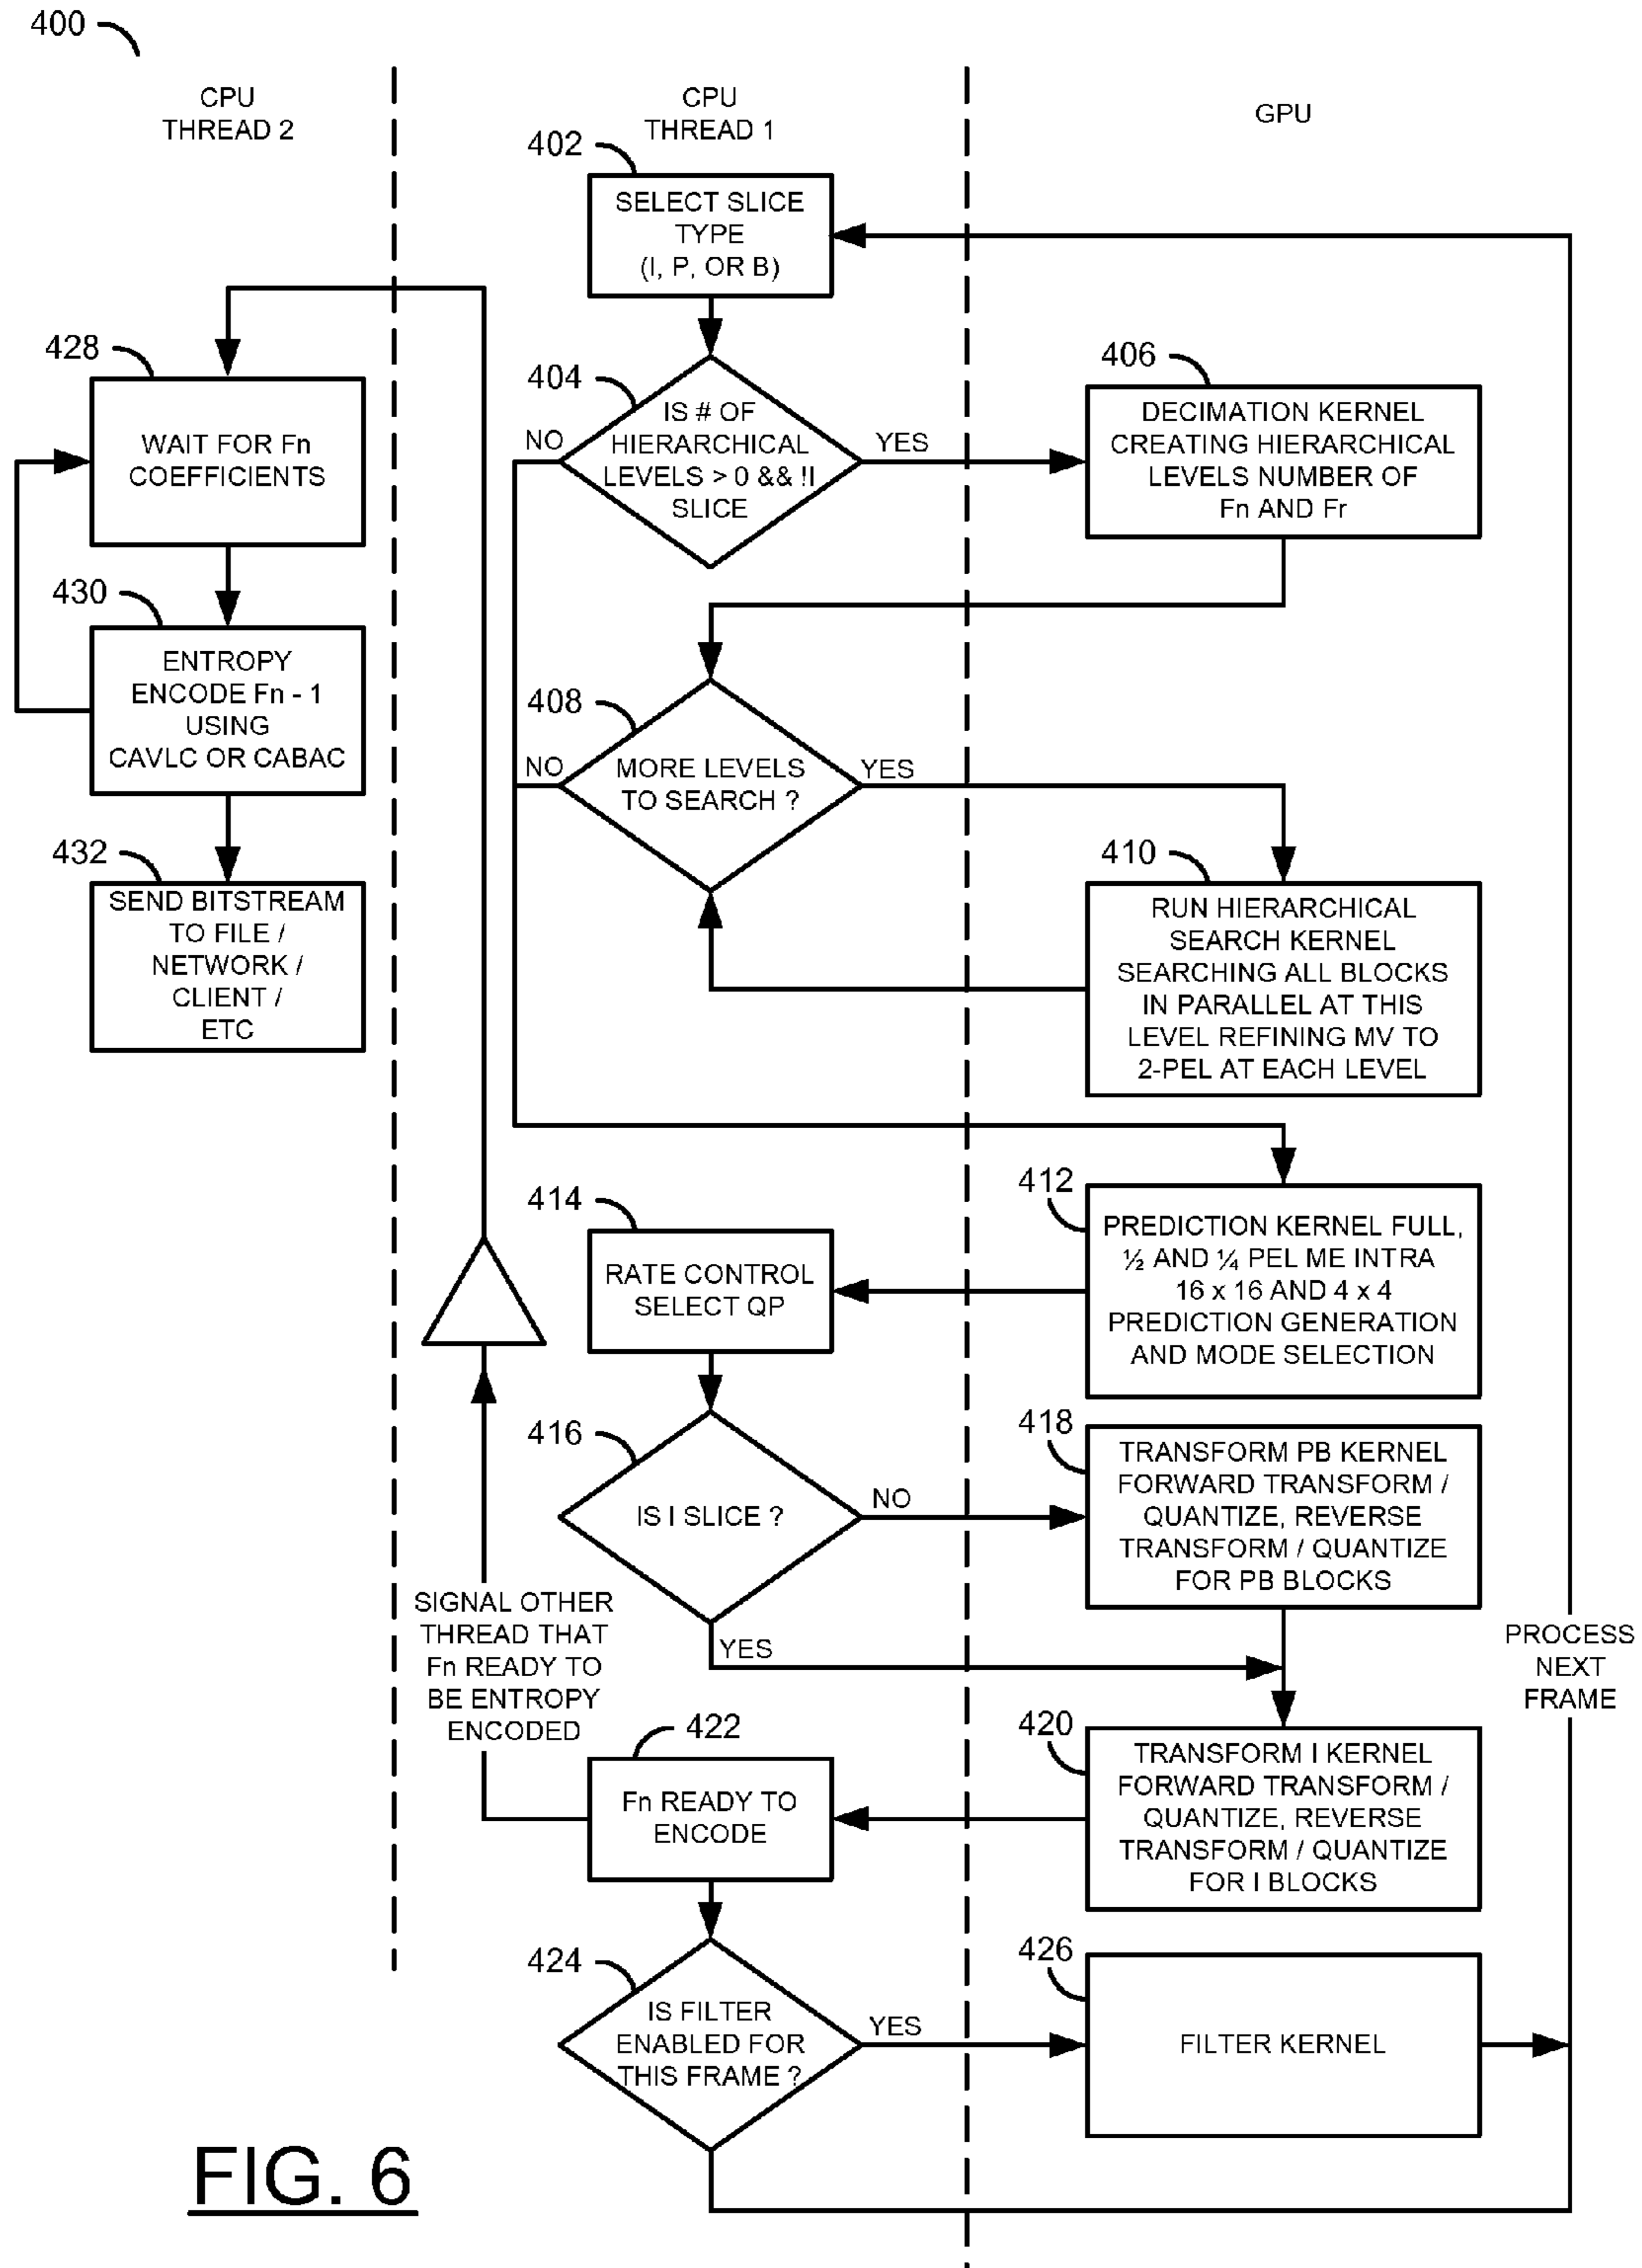 400
CPU
THREAD 2
CPU
THREAD 1
GPU
402
SELECT SLICE
TYPE
(I, P, OR B)
428
WAIT FOR Fn
COEFFICIENTS
404
IS # OF
HIERARCHICAL
LEVELS > 0 && !I
SLICE
NO
YES
406
DECIMATION KERNEL
CREATING HIERARCHICAL
LEVELS NUMBER OF
Fn AND Fr
430
ENTROPY
ENCODE Fn - 1
USING
CAVLC OR CABAC
408
MORE LEVELS
TO SEARCH ?
NO
YES
432
SEND BITSTREAM
TO FILE /
NETWORK /
CLIENT /
ETC
410
RUN HIERARCHICAL
SEARCH KERNEL
SEARCHING ALL BLOCKS
IN PARALLEL AT THIS
LEVEL REFINING MV TO
2-PEL AT EACH LEVEL
412
PREDICTION KERNEL FULL,
½ AND ¼ PEL ME INTRA
16 x 16 AND 4 x 4
PREDICTION GENERATION
AND MODE SELECTION
414
RATE CONTROL
SELECT QP
416
IS I SLICE ?
NO
YES
418
TRANSFORM PB KERNEL
FORWARD TRANSFORM /
QUANTIZE, REVERSE
TRANSFORM / QUANTIZE
FOR PB BLOCKS
SIGNAL OTHER
THREAD THAT
Fn READY TO
BE ENTROPY
ENCODED
PROCESS
NEXT
FRAME
420
TRANSFORM I KERNEL
FORWARD TRANSFORM /
QUANTIZE, REVERSE
TRANSFORM / QUANTIZE
FOR I BLOCKS
422
Fn READY TO
ENCODE
424
IS FILTER
ENABLED FOR
THIS FRAME ?
YES
426
FILTER KERNEL
FIG. 6